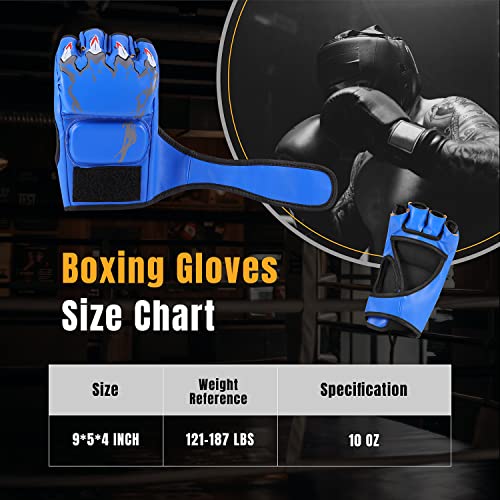 Boxing Gloves
Size Chart
Size Weight Reference Specification
9*5*4 INCH 121-187 LBS 10 OZ